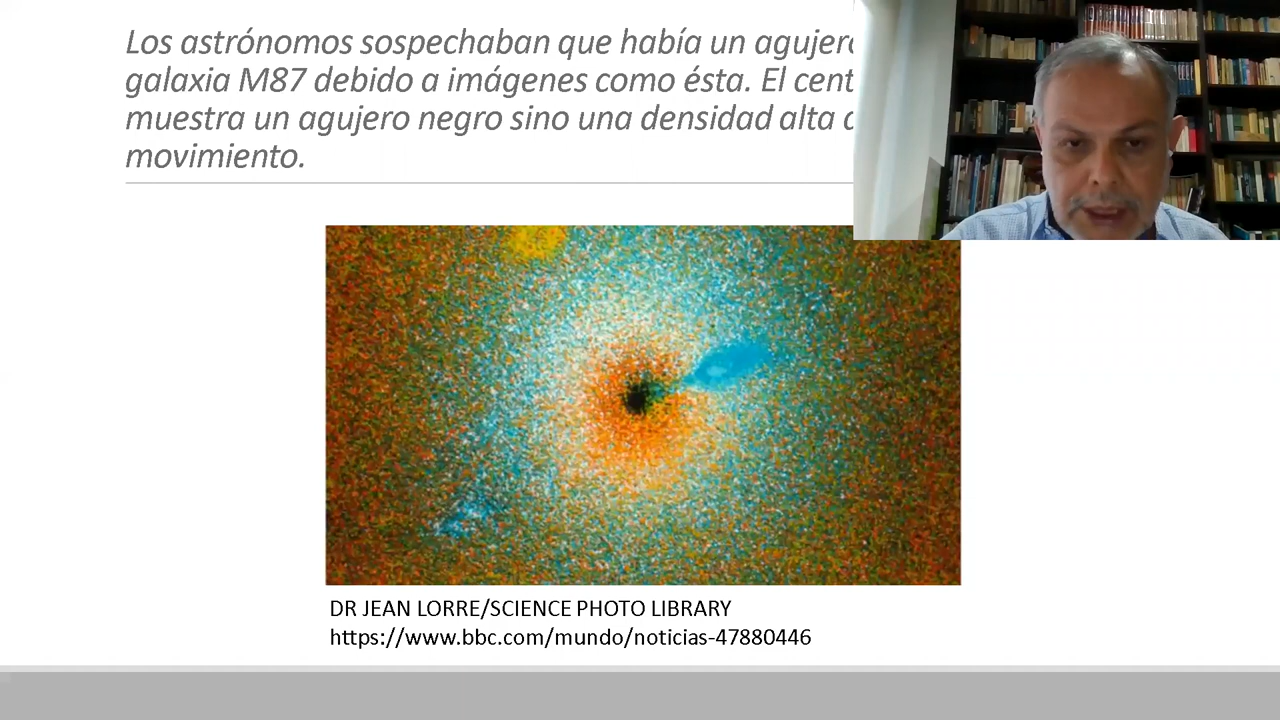 Los astrónomos sospechaban que había un
galaxia M87 debido a imágenes como ésta. El
muestra un agujero negro sino una densidad alta
movimiento.
DR JEAN LORRE/SCIENCE PHOTO LIBRARY
https://www.bbc.com/mundo/noticias-47880446